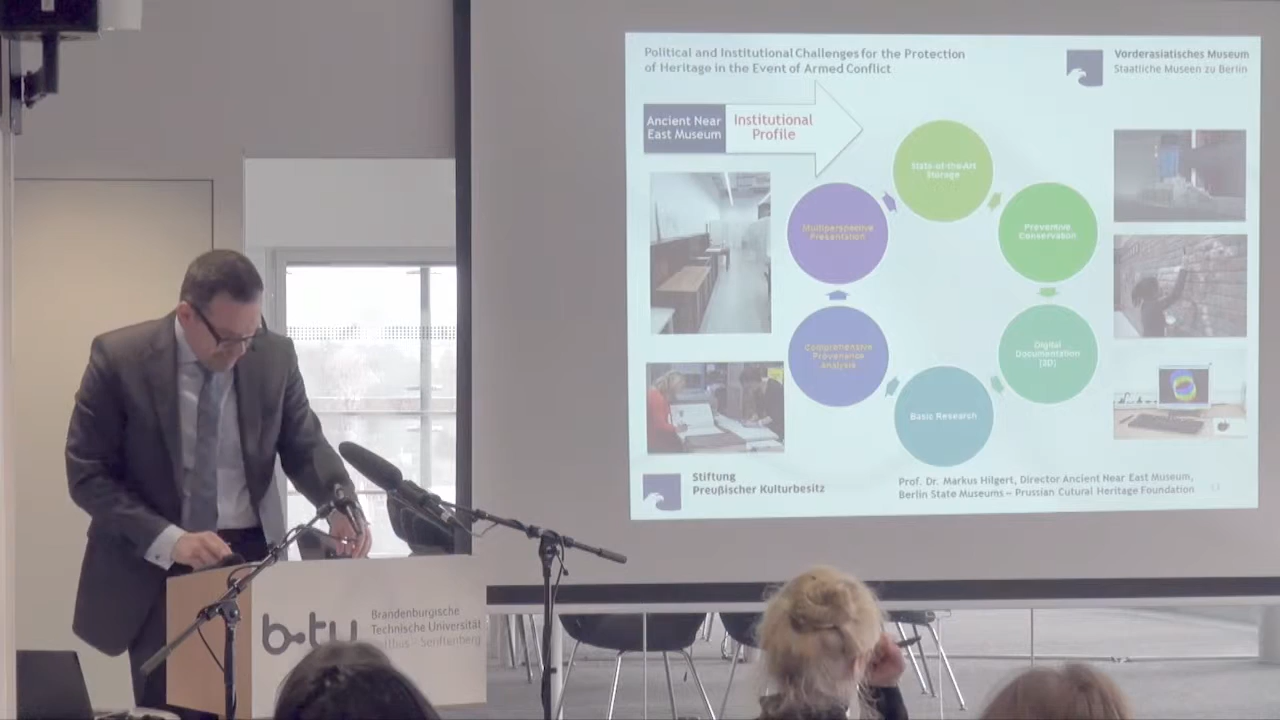 Political and Institutional Challenges for the Protection
of Heritage in the Event of Armed Conflict
Vorderasiatisches Museum
Staatliche Museen zu Berlin
Ancient Near
East Museum
Institutional
Profile
State-of-the-Art
Storage
Multiperspective
Presentation
Preventive
Conservation
Comprehensive
Provenance
analysis
Digital
Documentation
[3D]
Basic Research
Stiftung
Preußischer Kulturbesitz
Prof. Dr. Markus Hilgert, Director Ancient Near East Museum,
Berlin State Museums – Prussian Cutural Heritage Foundation
b-tu
Brandenburgische
Technische Universität
Cottbus - Senftenberg